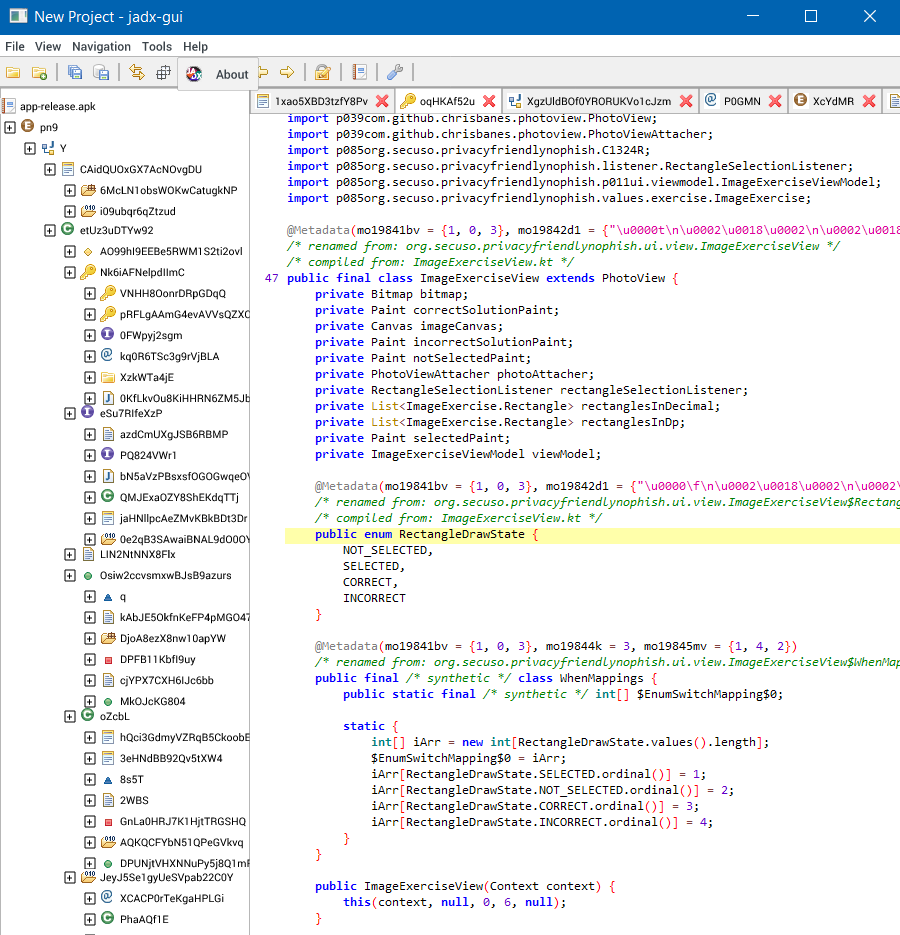 New Project - jadx-gui
File View Navigation Tools Help
About
app-release.apk
pn9
Y
CAidQUOxGX7AcNOvgDU
6McLN1obsWOKwCatugkNP
i09ubqr6qZtzud
etUz3uDTYw92
AO99hI9EEBe5RWM1S2ti2ovl
Nk6iAFNelpdIImC
VNHH8OonrDRpGDqQ
pRFLgAAmG4evAVVsQZXC
0FWpyj2sgm
kq0R6TSc3g9rVjBLA
XzkWTa4jE
0KfLkvOu8KiHHRN6ZM5Jb
eSu7RIfeXzP
azdCmUXgJSB6RBMP
PQ824VWr1
bN5aVzPBsxsfOGOGwqeOV
QMJExaOZY8ShEKdqTTj
jaHNllpcAeZMvKBkBDt3Dr
0e2qB3SAwaiBNAL9dO0OY
LIN2NtNNX8Flx
Osiw2ccvsmxwBJsB9azurs
q
kAbJE5OkfnKeFP4pMGO47
DjoA8ezX8nw10apYW
DPFB11Kbfl9uy
cjYPX7CXH6IJc6bb
MkOJcKG804
oZcbL
hQci3GdmyVZRqB5CkoobE
3eHNdBB92Qv5tXW4
8s5T
2WBS
GnLa0HRJ7K1HjtTRGSHQ
AQKQCFYbN51QPeGVkvq
DPUNjtVHXNNuPy5j8Q1mF
JeyJ5Se1gyUeSVpab22C0Y
XCACP0rTeKgaHPLGi
PhaAQf1E
1xao5XBD3tzfY8Pv oqHKAf52u XgzUldBOf0YRORUKVo1cJzm P0GMN XcYdMR
import p039com.github.chrisbanes.photoview.PhotoView;
import p039com.github.chrisbanes.photoview.PhotoViewAttacher;
import p085org.secuso.privacyfriendlynophish.C1324R;
import p085org.secuso.privacyfriendlynophish.listener.RectangleSelectionListener;
import p085org.secuso.privacyfriendlynophish.p011ui.viewmodel.ImageExerciseViewModel;
import p085org.secuso.privacyfriendlynophish.values.exercise.ImageExercise;
@Metadata(mo19841bv = {1, 0, 3}, mo19842d1 = {"\u0000t\n\u0002\u0018\u0002\n\u0002\u0018
/* renamed from: org.secuso.privacyfriendlynophish.ui.view.ImageExerciseView */
/* compiled from: ImageExerciseView.kt */
47 public final class ImageExerciseView extends PhotoView {
private Bitmap bitmap;
private Paint correctSolutionPaint;
private Canvas imageCanvas;
private Paint incorrectSolutionPaint;
private Paint notSelectedPaint;
private PhotoViewAttacher photoAttacher;
private RectangleSelectionListener rectangleSelectionListener;
private List<ImageExercise.Rectangle> rectanglesInDecimal;
private List<ImageExercise.Rectangle> rectanglesInDp;
private Paint selectedPaint;
private ImageExerciseViewModel viewModel;
@Metadata(mo19841bv = {1, 0, 3}, mo19842d1 = {"\u0000\f\n\u0002\u0018\u0002\n\u0002\
/* renamed from: org.secuso.privacyfriendlynophish.ui.view.ImageExerciseView$Rectang
/* compiled from: ImageExerciseView.kt */
public enum RectangleDrawState {
NOT_SELECTED,
SELECTED,
CORRECT,
INCORRECT
}
@Metadata(mo19841bv = {1, 0, 3}, mo19844k = 3, mo19845mv = {1, 4, 2})
/* renamed from: org.secuso.privacyfriendlynophish.ui.view.ImageExerciseView$WhenMap
public final /* synthetic */ class WhenMappings {
public static final /* synthetic */ int[] $EnumSwitchMapping$0;
static {
int[] iArr = new int[RectangleDrawState.values().length];
$EnumSwitchMapping$0 = iArr;
iArr[RectangleDrawState.SELECTED.ordinal()] = 1;
iArr[RectangleDrawState.NOT_SELECTED.ordinal()] = 2;
iArr[RectangleDrawState.CORRECT.ordinal()] = 3;
iArr[RectangleDrawState.INCORRECT.ordinal()] = 4;
}
}
public ImageExerciseView(Context context) {
this(context, null, 0, 6, null);
}